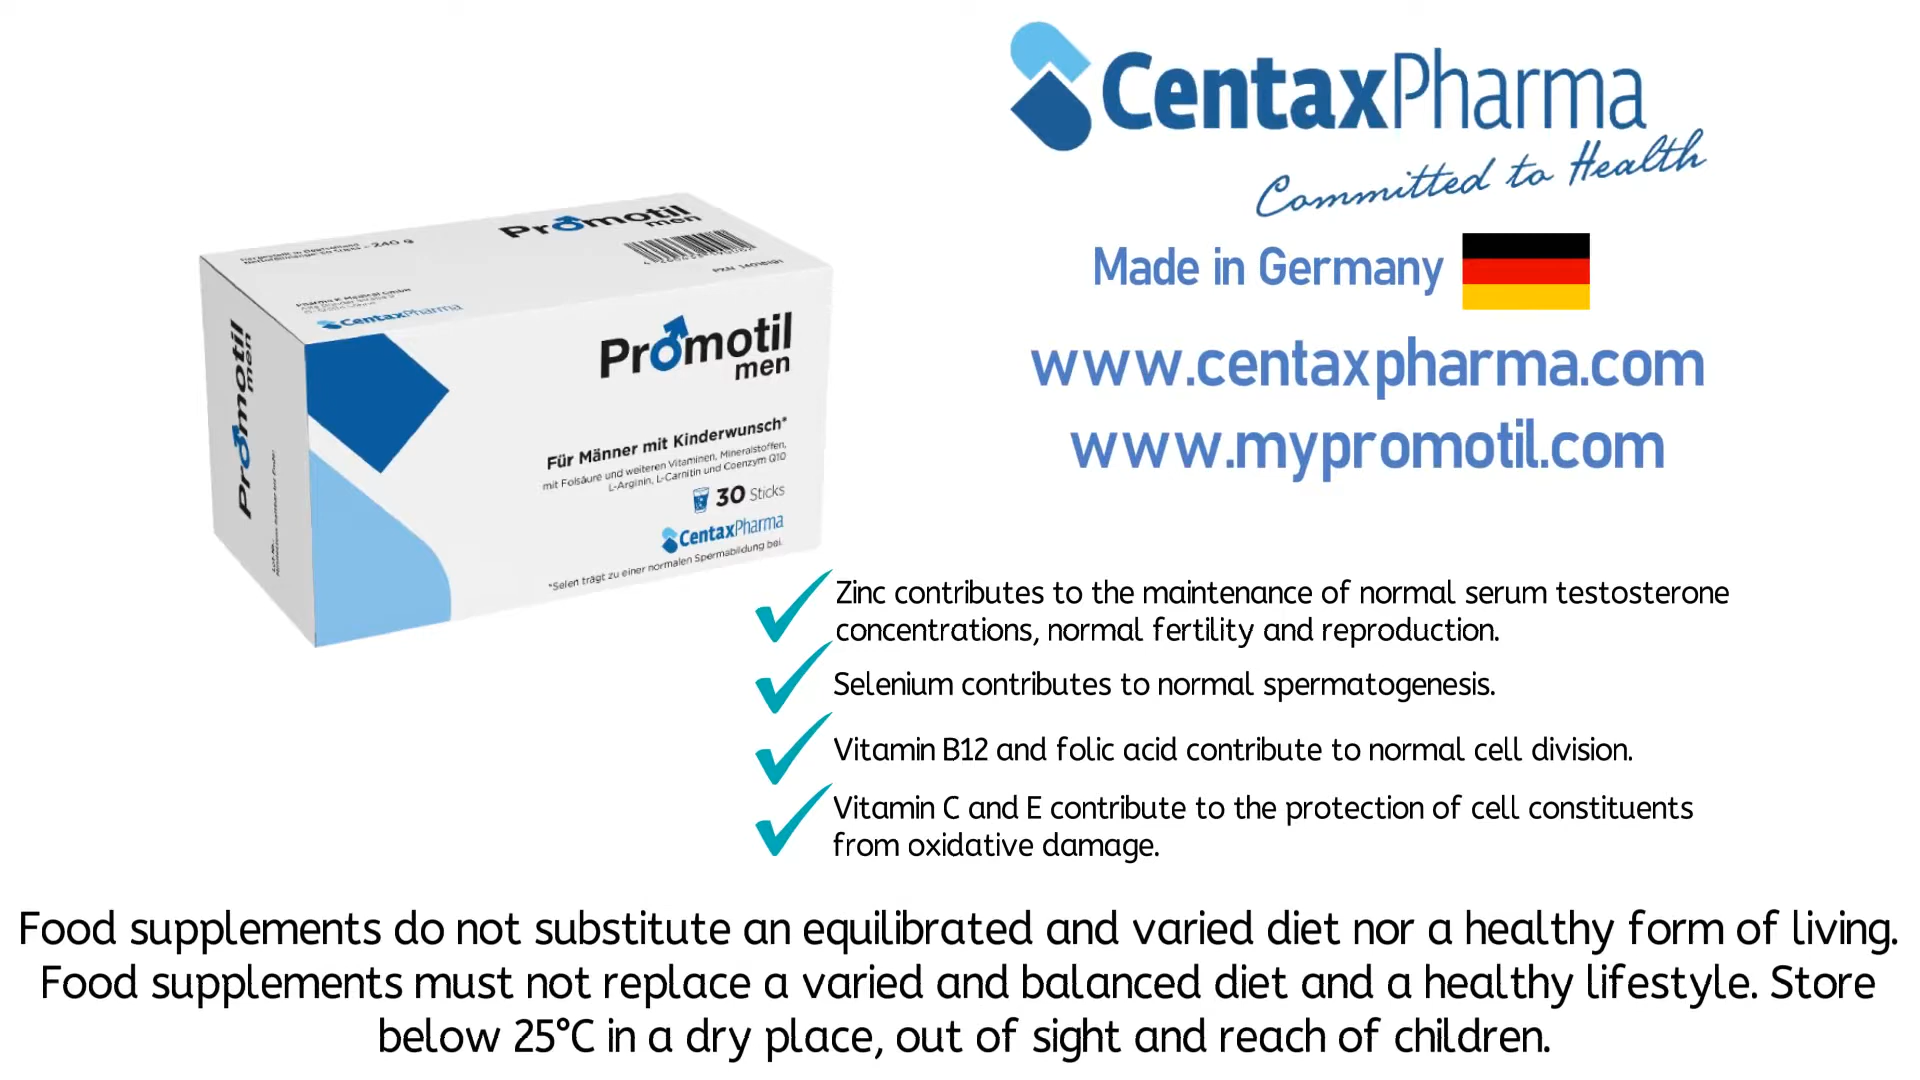 CentaxPharma
Committed to Health
Made in Germany
www.centaxpharma.com
www.mypromotil.com
Promotil
men
240 g
PZN
CentaxPharma
Promotil
men
Promotil
men
Für Männer mit Kinderwunsch*
mit Folsäure und weiteren Vitaminen, Mineralstoffen,
L-Arginin, L-Carnitin und Coenzym Q10
30 Sticks
CentaxPharma
*Selen trägt zu einer normalen Spermabildung bei.
Zinc contributes to the maintenance of normal serum testosterone
concentrations, normal fertility and reproduction.
Selenium contributes to normal spermatogenesis.
Vitamin B12 and folic acid contribute to normal cell division.
Vitamin C and E contribute to the protection of cell constituents
from oxidative damage.
Food supplements do not substitute an equilibrated and varied diet nor a healthy form of living.
Food supplements must not replace a varied and balanced diet and a healthy lifestyle. Store
below 25°C in a dry place, out of sight and reach of children.